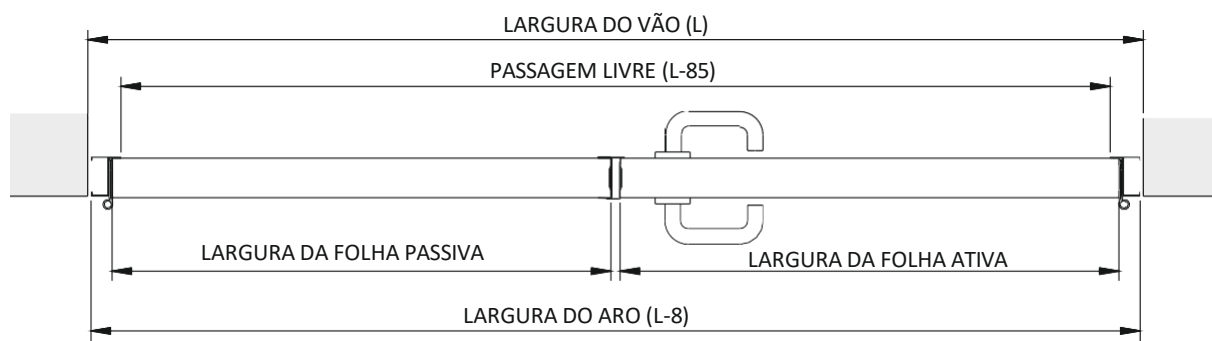 LARGURA DO VÃO (L)
PASSAGEM LIVRE (L-85)
LARGURA DA FOLHA PASSIVA
LARGURA DA FOLHA ATIVA
LARGURA DO ARO (L-8)